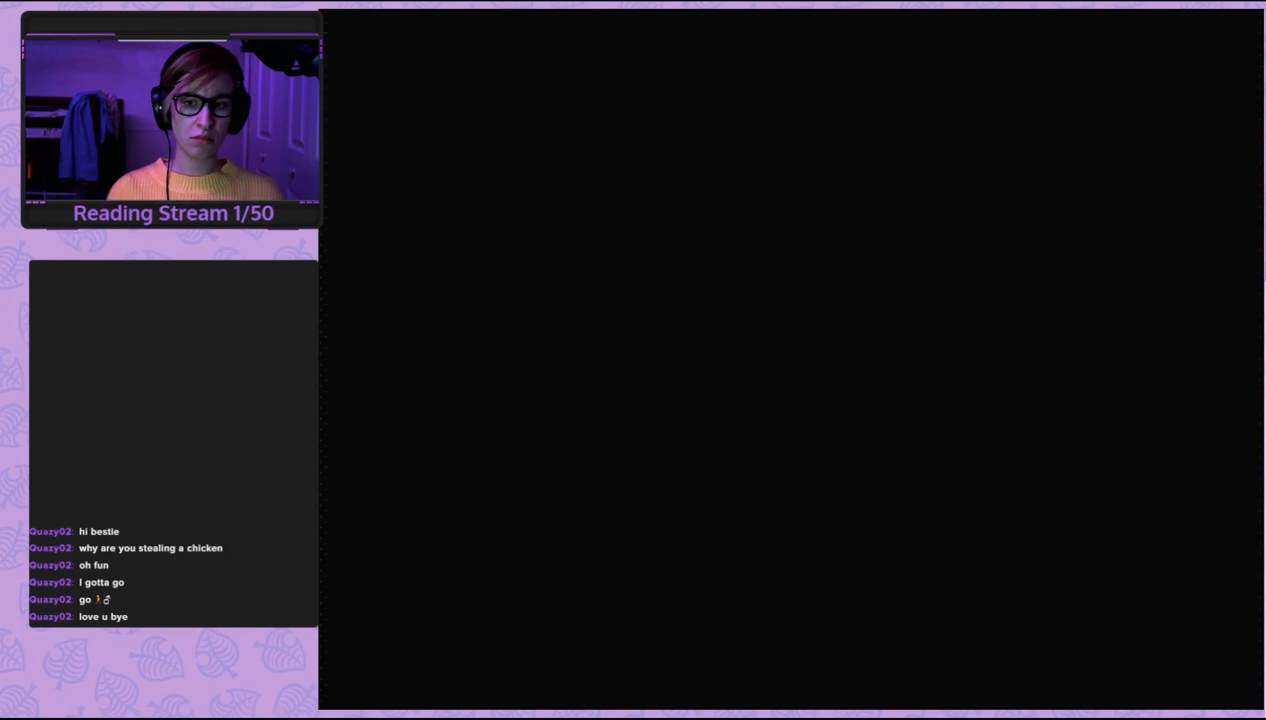 Reading Stream 1/50
Quazy02: hi bestie
Quazy02: why are you stealing a chicken
Quazy02: oh fun
Quazy02: I gotta go
Quazy02: go 🚶♂
Quazy02: love u bye